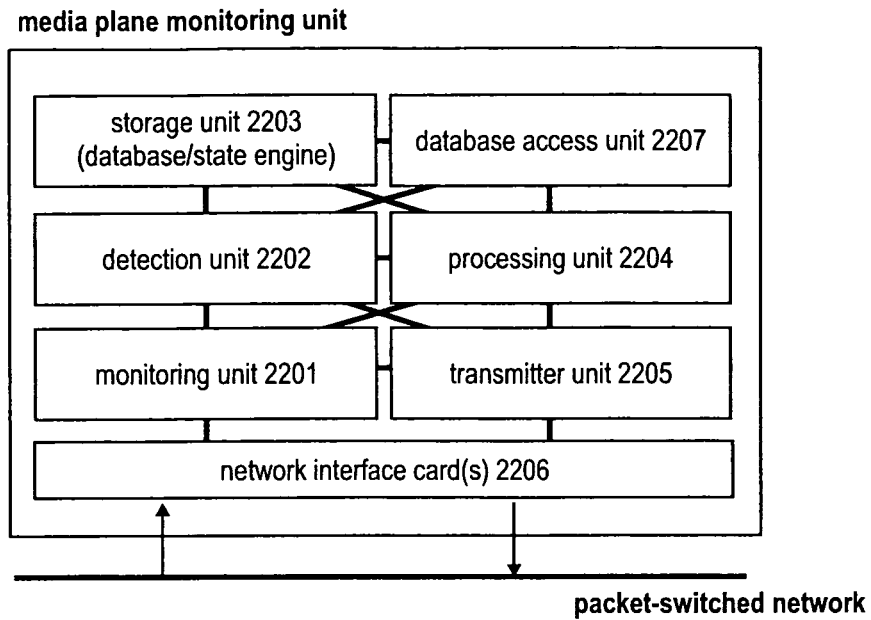 media plane monitoring unit
storage unit 2203
(database/state engine)
database access unit 2207
detection unit 2202
processing unit 2204
monitoring unit 2201
transmitter unit 2205
network interface card(s) 2206
packet-switched network